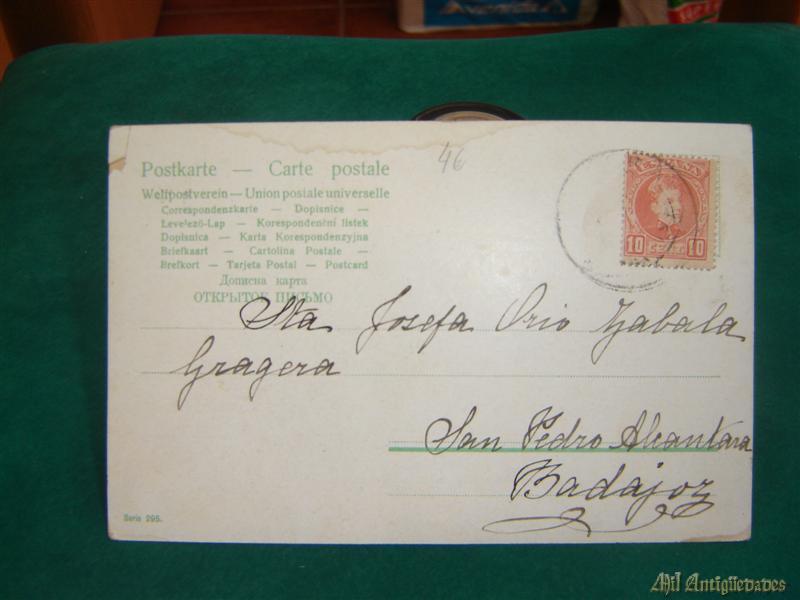 46
Postkarte — Carte postale
Weltpostverein — Union postale universelle
Correspondenzkarte — Dopisnice —
Levelező-Lap — Korespondenční lístek
Dopisnica — Karta Korespondenzyjna
Briefkaart — Cartolina Postale —
Brefkort — Tarjeta Postal — Postcard
Дописна карта
ОТКРЫТОЕ ПИСЬМО
10 10
Sta Josefa Orio Zabala
Gragera
San Pedro Alcantara
Badajoz
Serie 295.
Mil Antigüedades